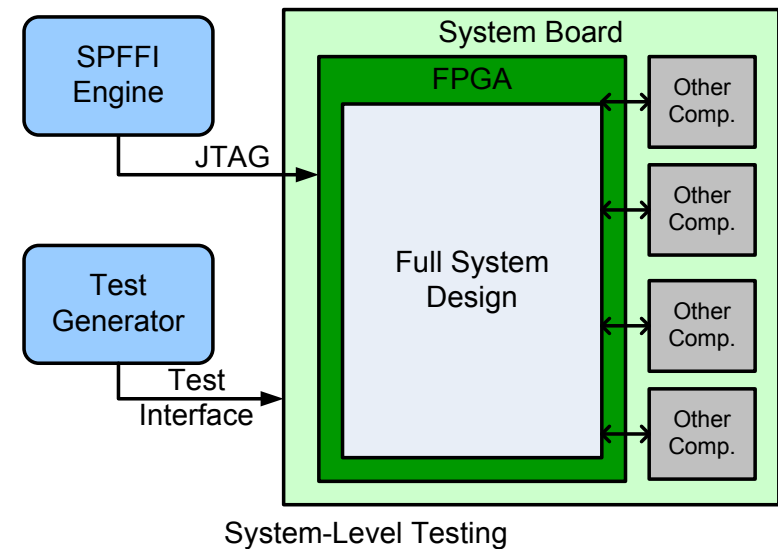 SPFFI
Engine
JTAG
Test
Generator
Test
Interface
System Board
FPGA
Full System
Design
Other
Comp.
Other
Comp.
Other
Comp.
Other
Comp.
System-Level Testing